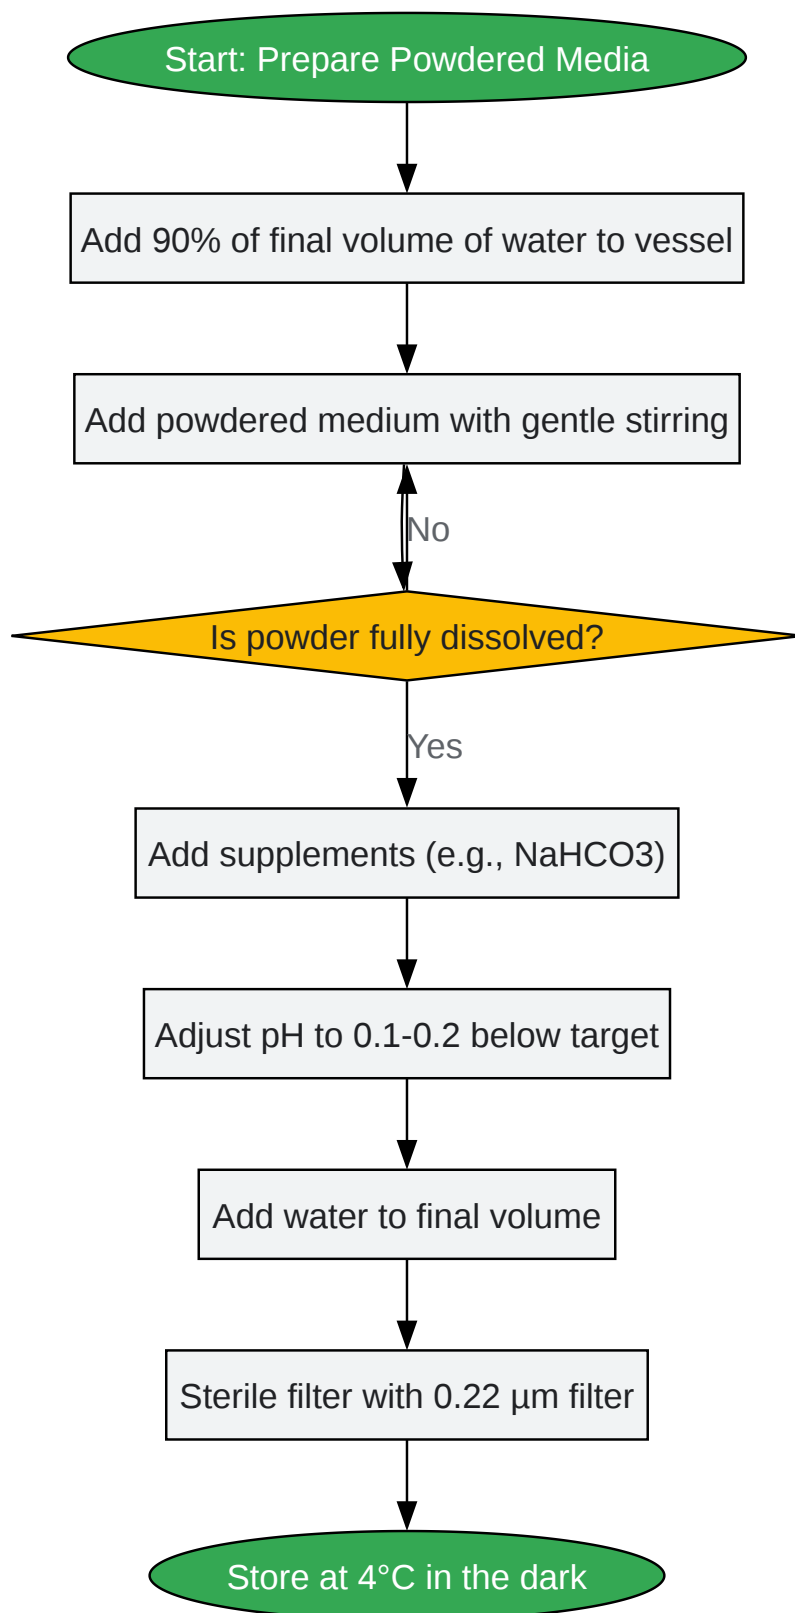 Start: Prepare Powdered Media
Add 90% of final volume of water to vessel
Add powdered medium with gentle stirring
No
Is powder fully dissolved?
Yes
Add supplements (e.g., NaHCO3)
Adjust pH to 0.1-0.2 below target
Add water to final volume
Sterile filter with 0.22 µm filter
Store at 4°C in the dark